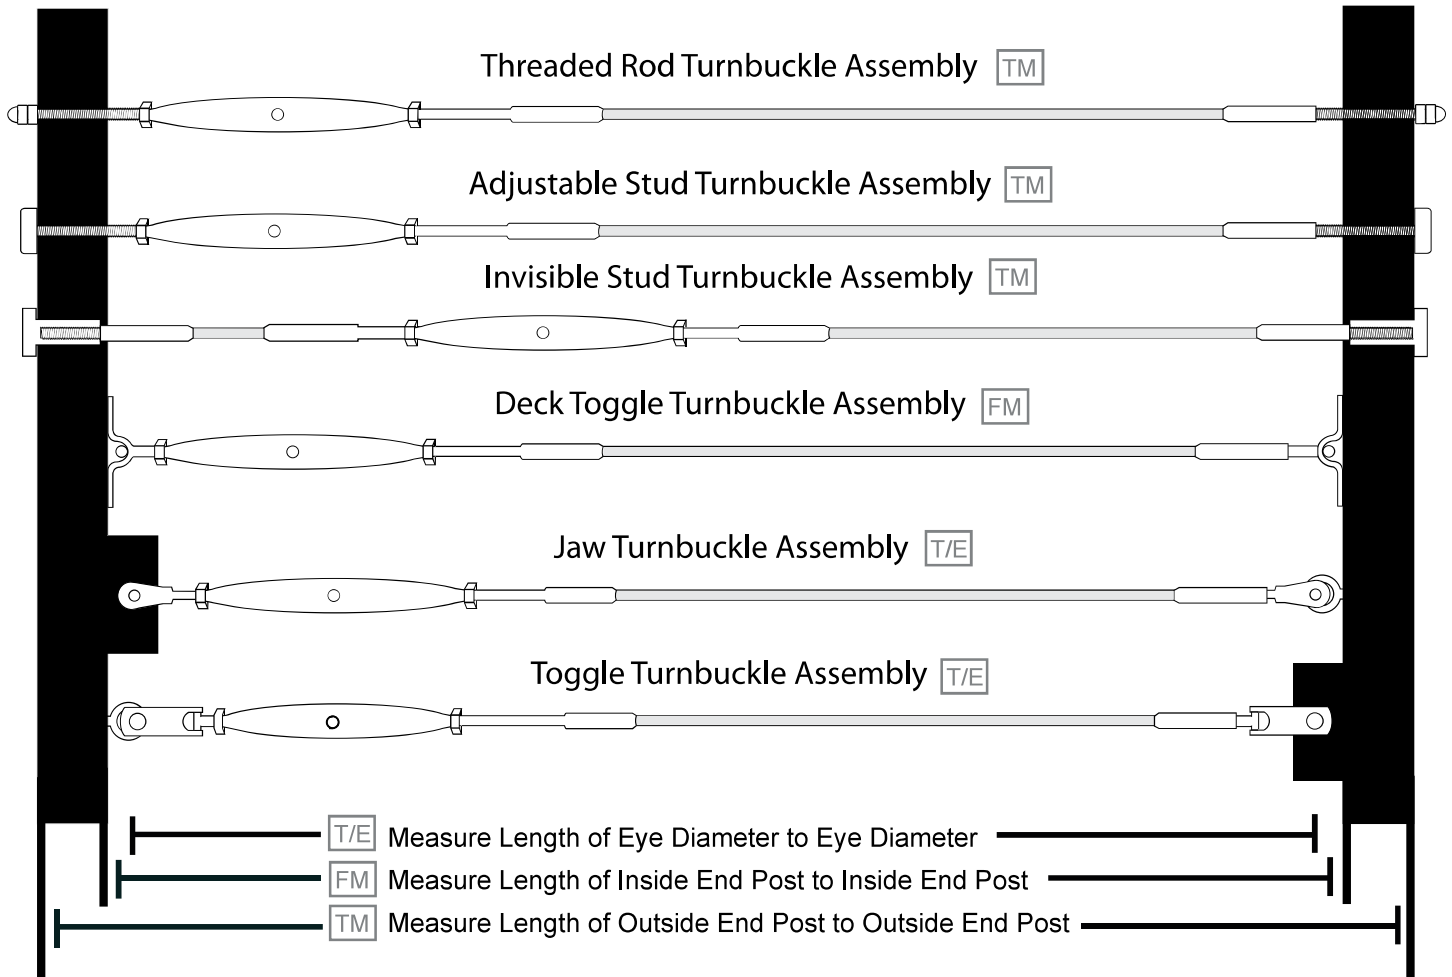 Threaded Rod Turnbuckle Assembly TM
Adjustable Stud Turnbuckle Assembly TM
Invisible Stud Turnbuckle Assembly TM
Deck Toggle Turnbuckle Assembly FM
Jaw Turnbuckle Assembly T/E
Toggle Turnbuckle Assembly T/E
T/E Measure Length of Eye Diameter to Eye Diameter
FM Measure Length of Inside End Post to Inside End Post
TM Measure Length of Outside End Post to Outside End Post